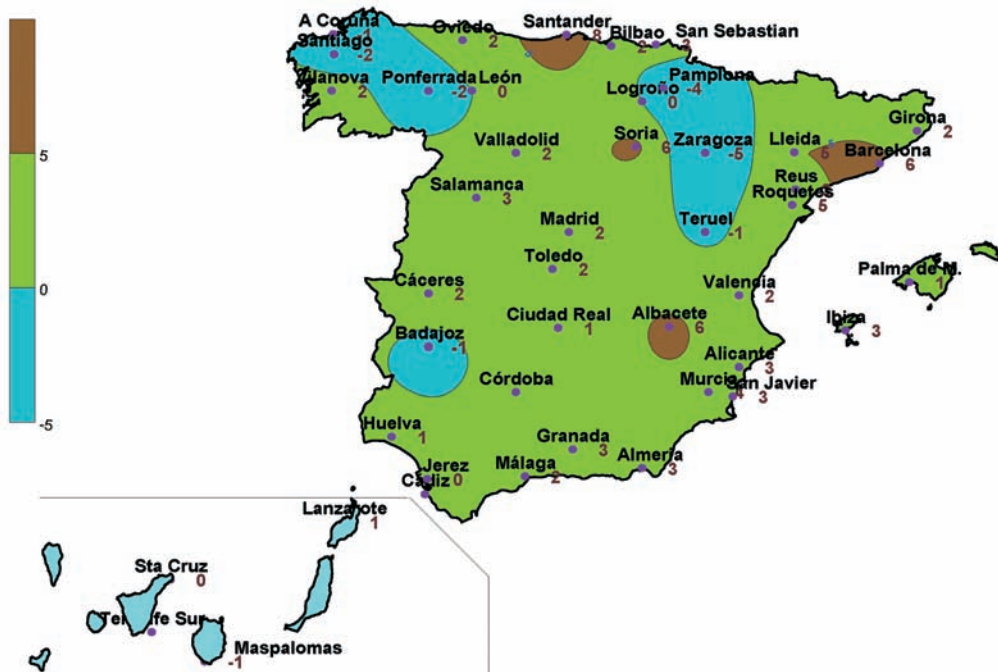 A Coruña -1
Santiago -2
Oviedo 2
Santander 8
Bilbao 2
San Sebastian 3
Vilanova 2
Ponferrada -2
León 0
Logroño 0
Pamplona -4
Girona 2
Valladolid 2
Soria 6
Zaragoza -5
Lleida 5
Barcelona 6
5
Salamanca 3
Reus
Roquetes 5
Madrid 2
Teruel -1
Toledo 2
Cáceres 2
Valencia 2
Palma de M. 1
0
Ciudad Real 1
Albacete 6
Ibiza 3
Badajoz -1
Alicante 3
Córdoba
Murcia 4
San Javier 3
-5
Huelva 1
Granada 3
Almería 3
Jerez 0
Málaga 2
Cádiz
Lanzarote 1
Sta Cruz 0
Tenerife Sur
Maspalomas -1